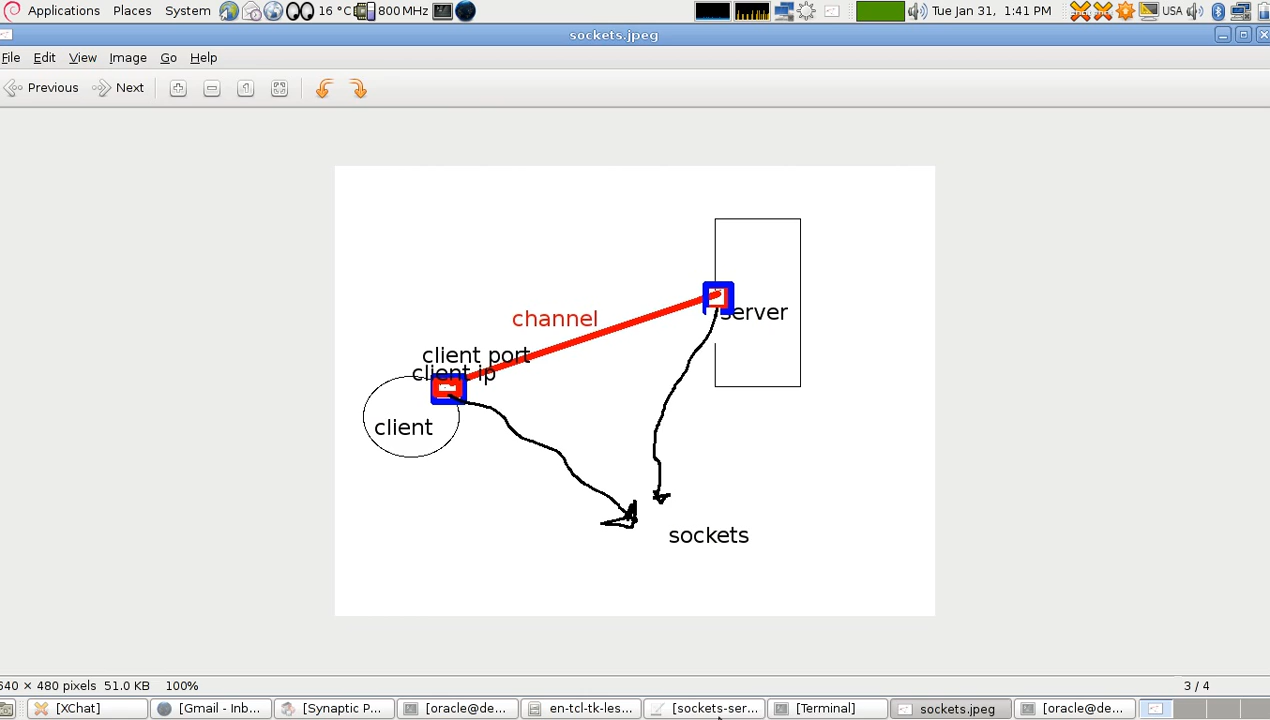 Applications Places System 16 °C 800 MHz Tue Jan 31, 1:41 PM USA
sockets.jpeg
File Edit View Image Go Help
Previous Next
channel
server
client port
client ip
client
sockets
640 × 480 pixels 51.0 KB 100% 3 / 4
[XChat] [Gmail - Inb... [Synaptic P... [oracle@de... en-tcl-tk-les... [sockets-ser... [Terminal] sockets.jpeg [oracle@de...